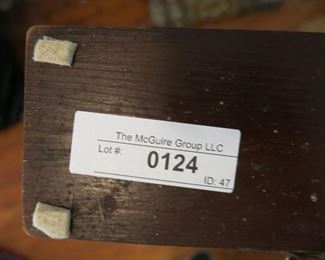 The McGuire Group LLC
Lot #: 0124
ID: 47